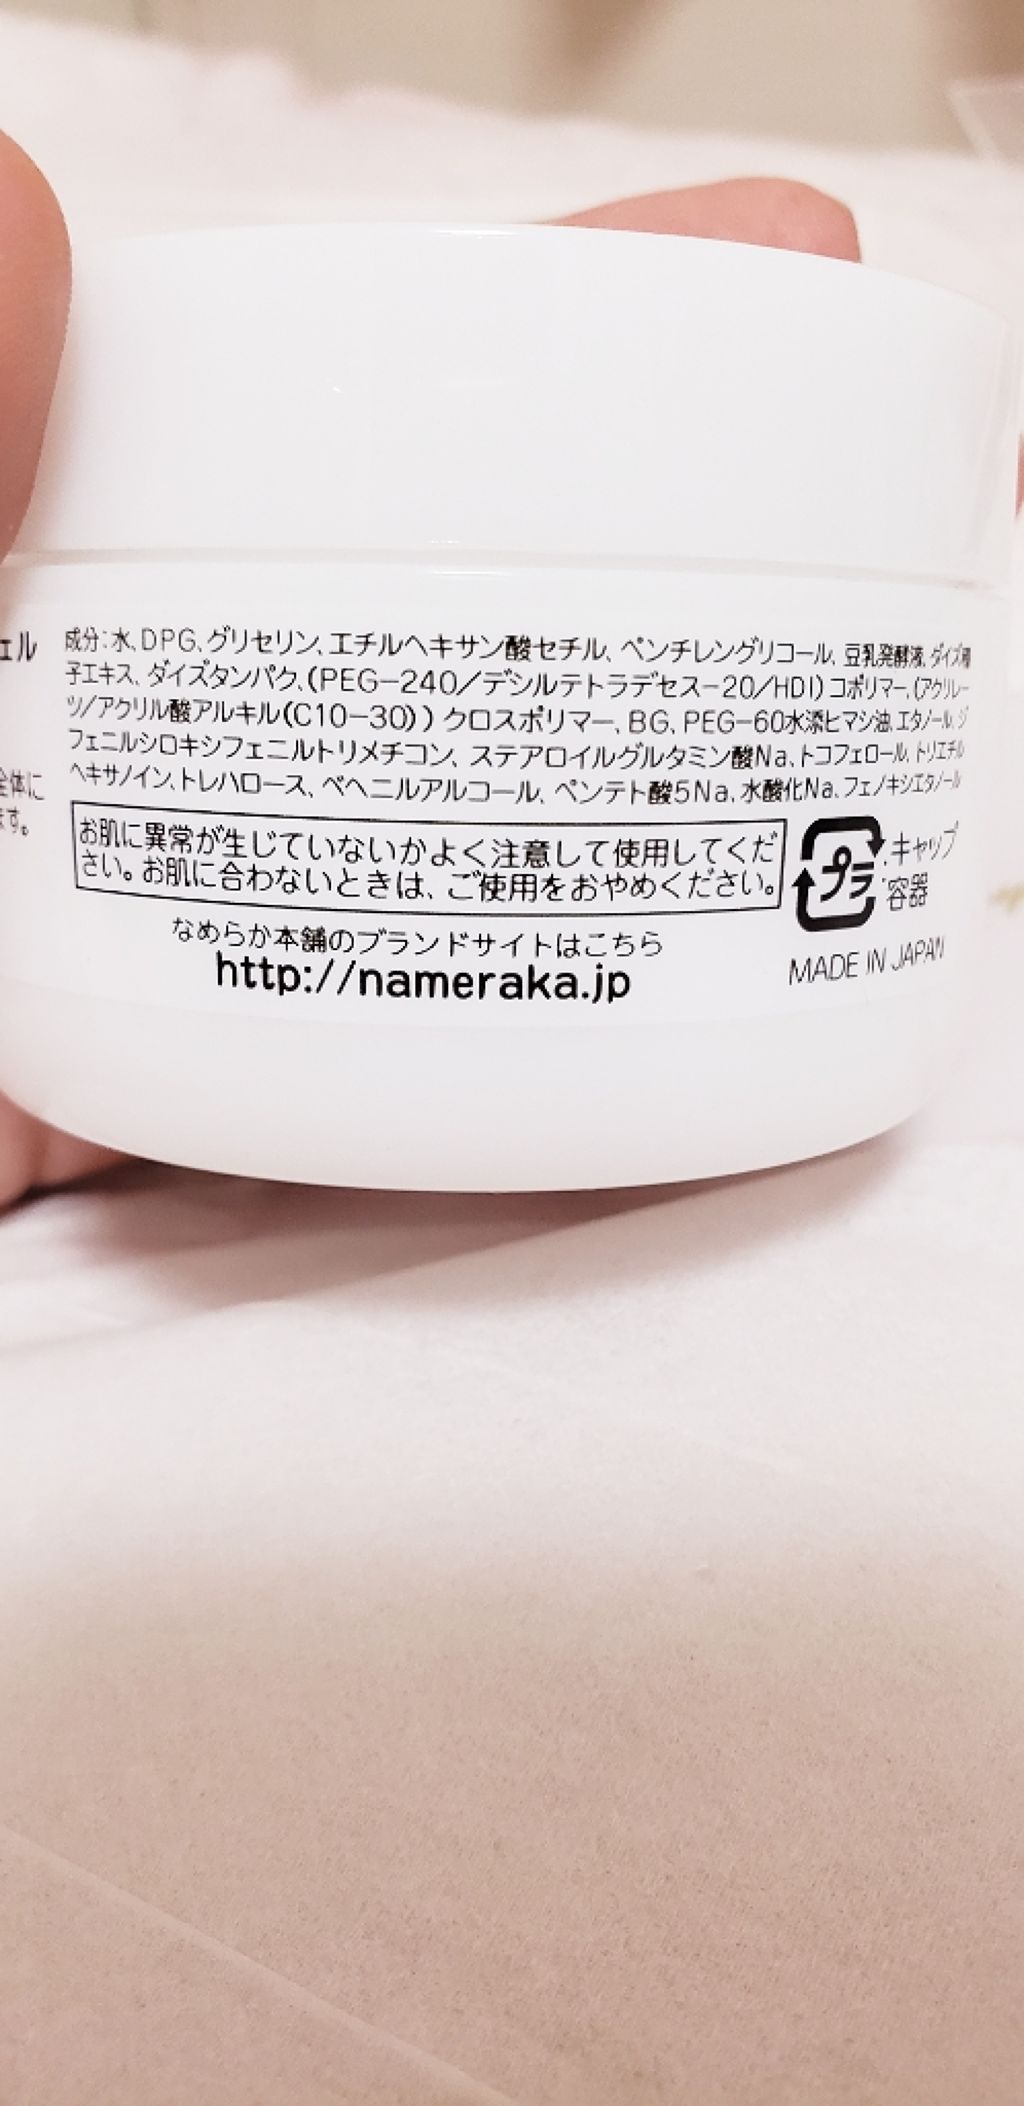 ェル
全体に
ます。
成分:水、DPG、グリセリン、エチルヘキサン酸セチル、ペンチレングリコール、豆乳発酵液、ダイズ種
子エキス、ダイズタンパク、(PEG-240/デシルテトラデセス-20/HDI)コポリマー、(アクリレー
ツ/アクリル酸アルキル(C10-30))クロスポリマー、BG、PEG-60水添ヒマシ油、エタノール、ジ
フェニルシロキシフェニルトリメチコン、ステアロイルグルタミン酸Na、トコフェロール、トリエチル
ヘキサノイン、トレハロース、ベヘニルアルコール、ペンテト酸5Na、水酸化Na、フェノキシエタノール
お肌に異常が生じていないかよく注意して使用してくだ
さい。お肌に合わないときは、ご使用をおやめください。
プラ
キャップ
容器
なめらか本舗のブランドサイトはこちら
http://nameraka.jp
MADE IN JAPAN